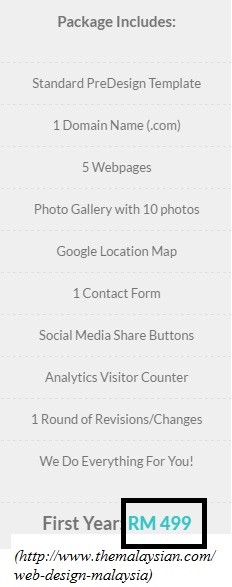 Package Includes:
Standard PreDesign Template
1 Domain Name (.com)
5 Webpages
Photo Gallery with 10 photos
Google Location Map
1 Contact Form
Social Media Share Buttons
Analytics Visitor Counter
1 Round of Revisions/Changes
We Do Everything For You!
First Year: RM 499
(http://www.themalaysian.com/
web-design-malaysia)